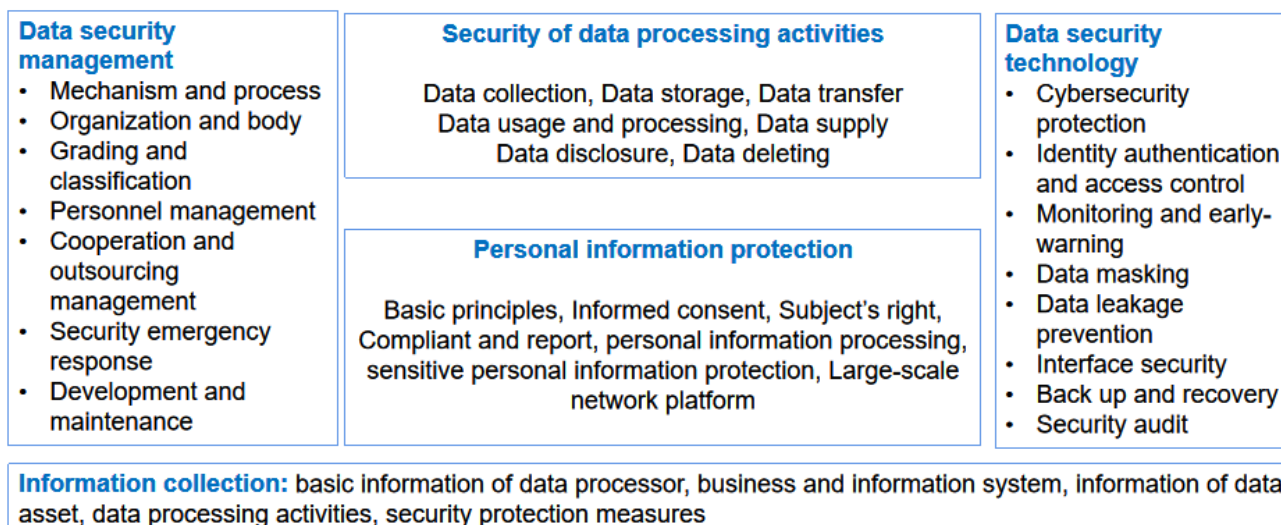 Data security
management
• Mechanism and process
• Organization and body
• Grading and
classification
• Personnel management
• Cooperation and
outsourcing
management
• Security emergency
response
• Development and
maintenance
Security of data processing activities
Data collection, Data storage, Data transfer
Data usage and processing, Data supply
Data disclosure, Data deleting
Personal information protection
Basic principles, Informed consent, Subject's right,
Compliant and report, personal information processing,
sensitive personal information protection, Large-scale
network platform
Data security
technology
• Cybersecurity
protection
• Identity authentication
and access control
• Monitoring and early-
warning
• Data masking
• Data leakage
prevention
• Interface security
• Back up and recovery
• Security audit
Information collection: basic information of data processor, business and information system, information of data
asset, data processing activities, security protection measures